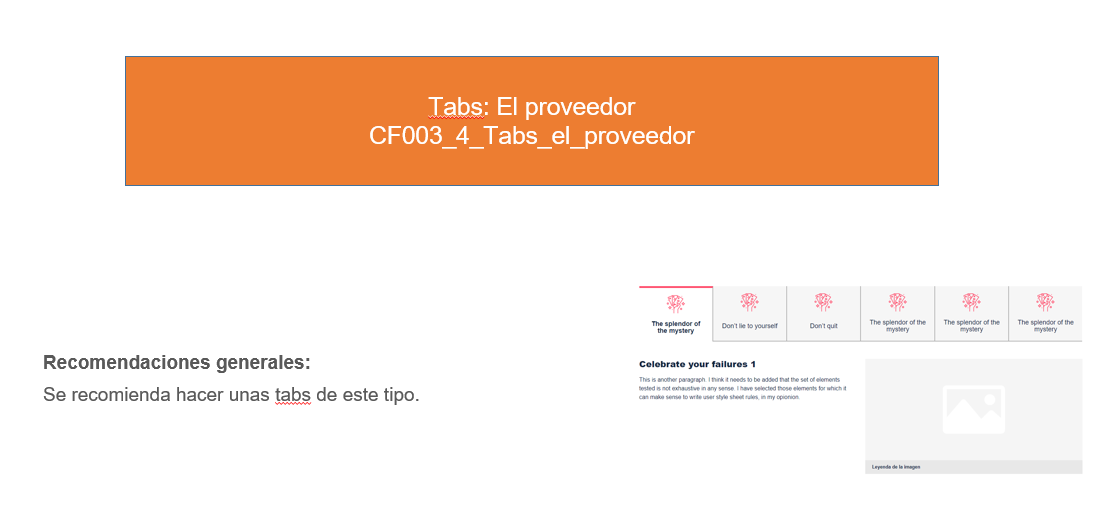 Tabs: El proveedor
CF003_4_Tabs_el_proveedor
Recomendaciones generales:
Se recomienda hacer unas tabs de este tipo.
The splendor of
the mystery
Don't lie to yourself
Don't quit
The splendor of the
mystery
The splendor of the
mystery
The splendor of the
mystery
Celebrate your failures 1
This is another paragraph. I think it needs to be added that the set of elements
tested is not exhaustive in any sense. I have selected those elements for which it
can make sense to write user style sheet rules, in my opionion.
Leyenda de la imagen